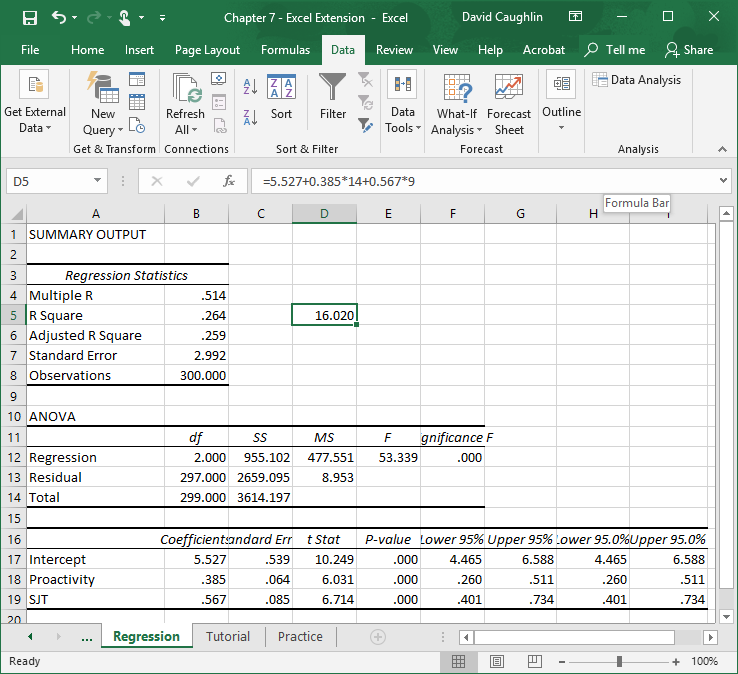 Chapter 7 - Excel Extension - Excel David Caughlin
File Home Insert Page Layout Formulas Data Review View Help Acrobat Tell me Share
Get External Data
New Query
Refresh All
Sort
Filter
Data Tools
What-If Analysis
Forecast Sheet
Outline
Data Analysis
Get & Transform Connections Sort & Filter Forecast Analysis
D5 fx =5.527+0.385*14+0.567*9
Formula Bar
A B C D E F G H I
1 SUMMARY OUTPUT
2
3 Regression Statistics
4 Multiple R .514
5 R Square .264 16.020
6 Adjusted R Square .259
7 Standard Error 2.992
8 Observations 300.000
9
10 ANOVA
11 df SS MS F gnificance F
12 Regression 2.000 955.102 477.551 53.339 .000
13 Residual 297.000 2659.095 8.953
14 Total 299.000 3614.197
15
16 Coefficients andard Err t Stat P-value Lower 95% Upper 95% Lower 95.0% Upper 95.0%
17 Intercept 5.527 .539 10.249 .000 4.465 6.588 4.465 6.588
18 Proactivity .385 .064 6.031 .000 .260 .511 .260 .511
19 SJT .567 .085 6.714 .000 .401 .734 .401 .734
20
... Regression Tutorial Practice
Ready 100%